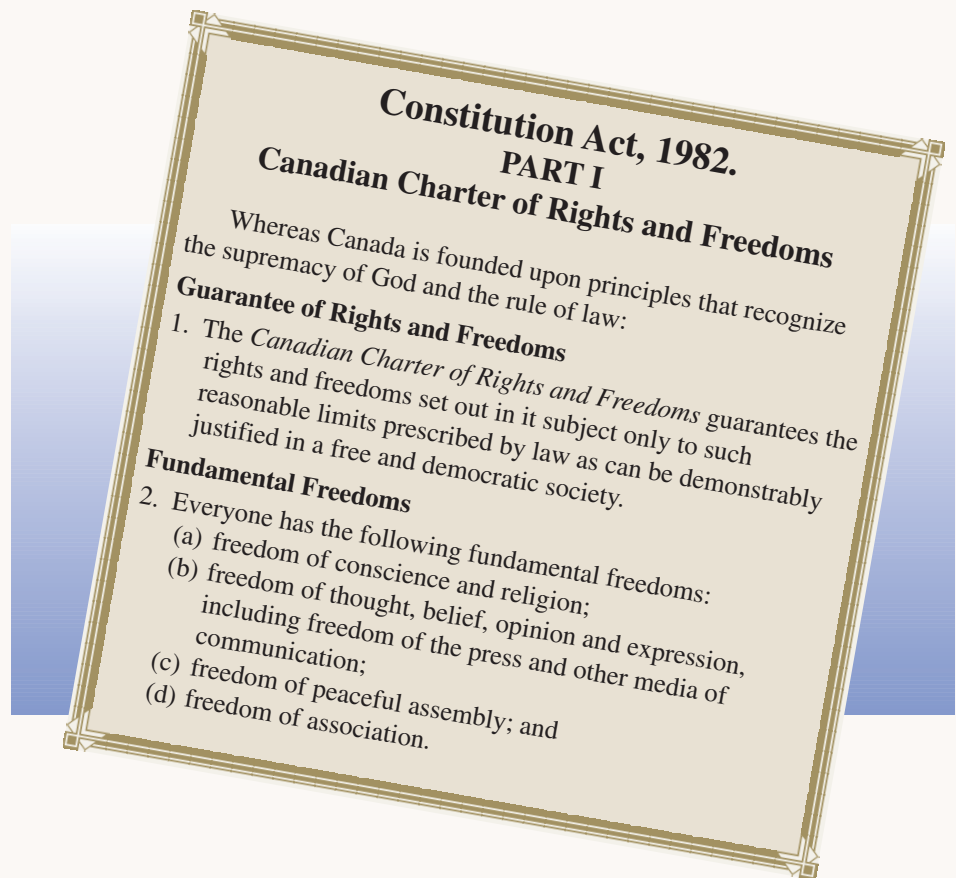 Constitution Act, 1982.
PART I
Canadian Charter of Rights and Freedoms
Whereas Canada is founded upon principles that recognize
the supremacy of God and the rule of law:
Guarantee of Rights and Freedoms
1. The Canadian Charter of Rights and Freedoms guarantees the
rights and freedoms set out in it subject only to such
reasonable limits prescribed by law as can be demonstrably
justified in a free and democratic society.
Fundamental Freedoms
2. Everyone has the following fundamental freedoms:
(a) freedom of conscience and religion;
(b) freedom of thought, belief, opinion and expression,
including freedom of the press and other media of
communication;
(c) freedom of peaceful assembly; and
(d) freedom of association.